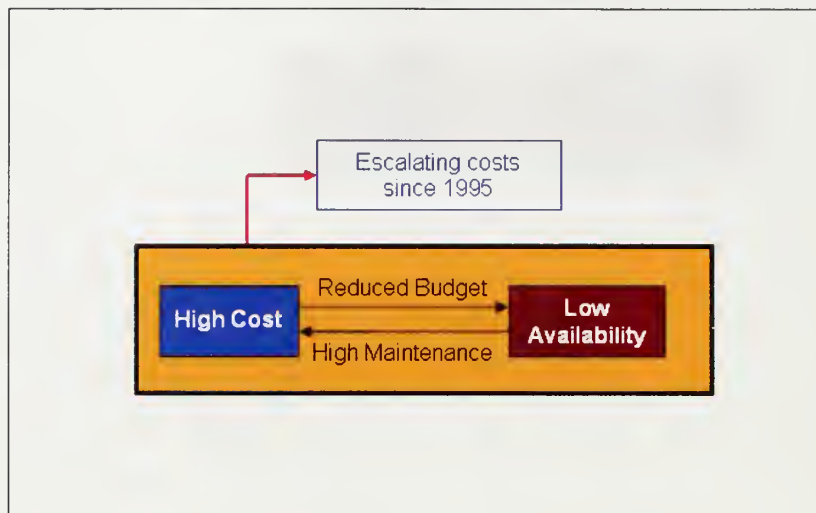 Escalating costs
since 1995
Reduced Budget
High Cost
Low
Availability
High Maintenance